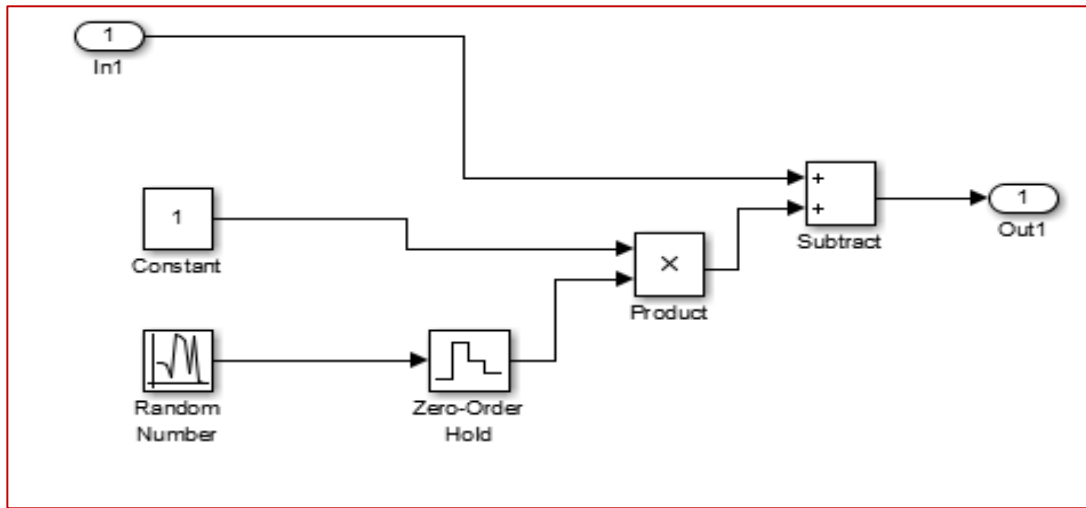 1
In1
+
+
Subtract
1
Out1
1
Constant
×
Product
Random
Number
Zero-Order
Hold